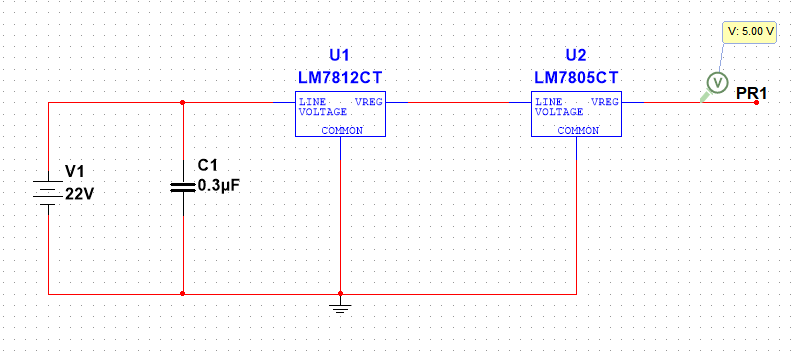 V: 5.00 V
U1
LM7812CT
LINE VREG
VOLTAGE
COMMON
U2
LM7805CT
LINE VREG
VOLTAGE
COMMON
V
PR1
V1
22V
C1
0.3µF